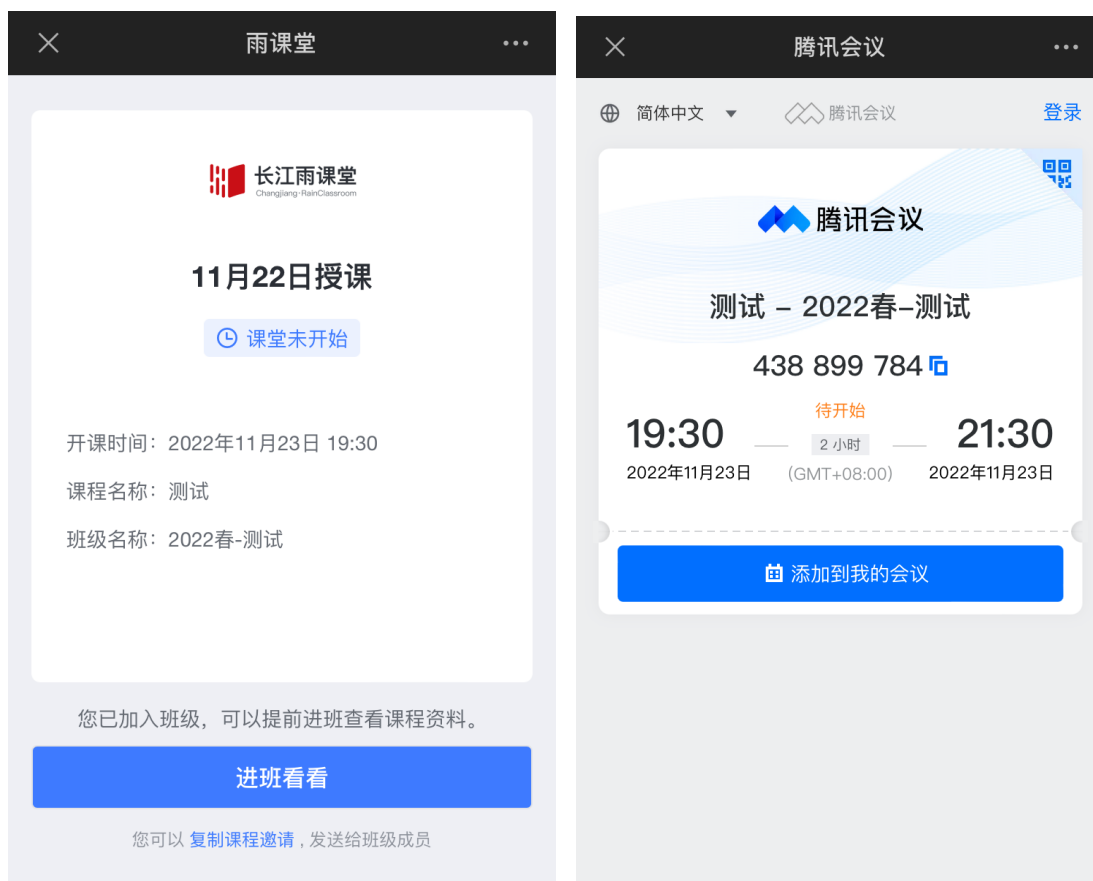 雨课堂
长江雨课堂
Changjiang·RainClassroom
11月22日授课
课堂未开始
开课时间：2022年11月23日 19:30
课程名称：测试
班级名称：2022春-测试
您已加入班级，可以提前进班查看课程资料。
进班看看
您可以 复制课程邀请 , 发送给班级成员
腾讯会议
简体中文 腾讯会议 登录
腾讯会议
测试 – 2022春–测试
438 899 784
待开始
19:30 2 小时 21:30
2022年11月23日 (GMT+08:00) 2022年11月23日
添加到我的会议